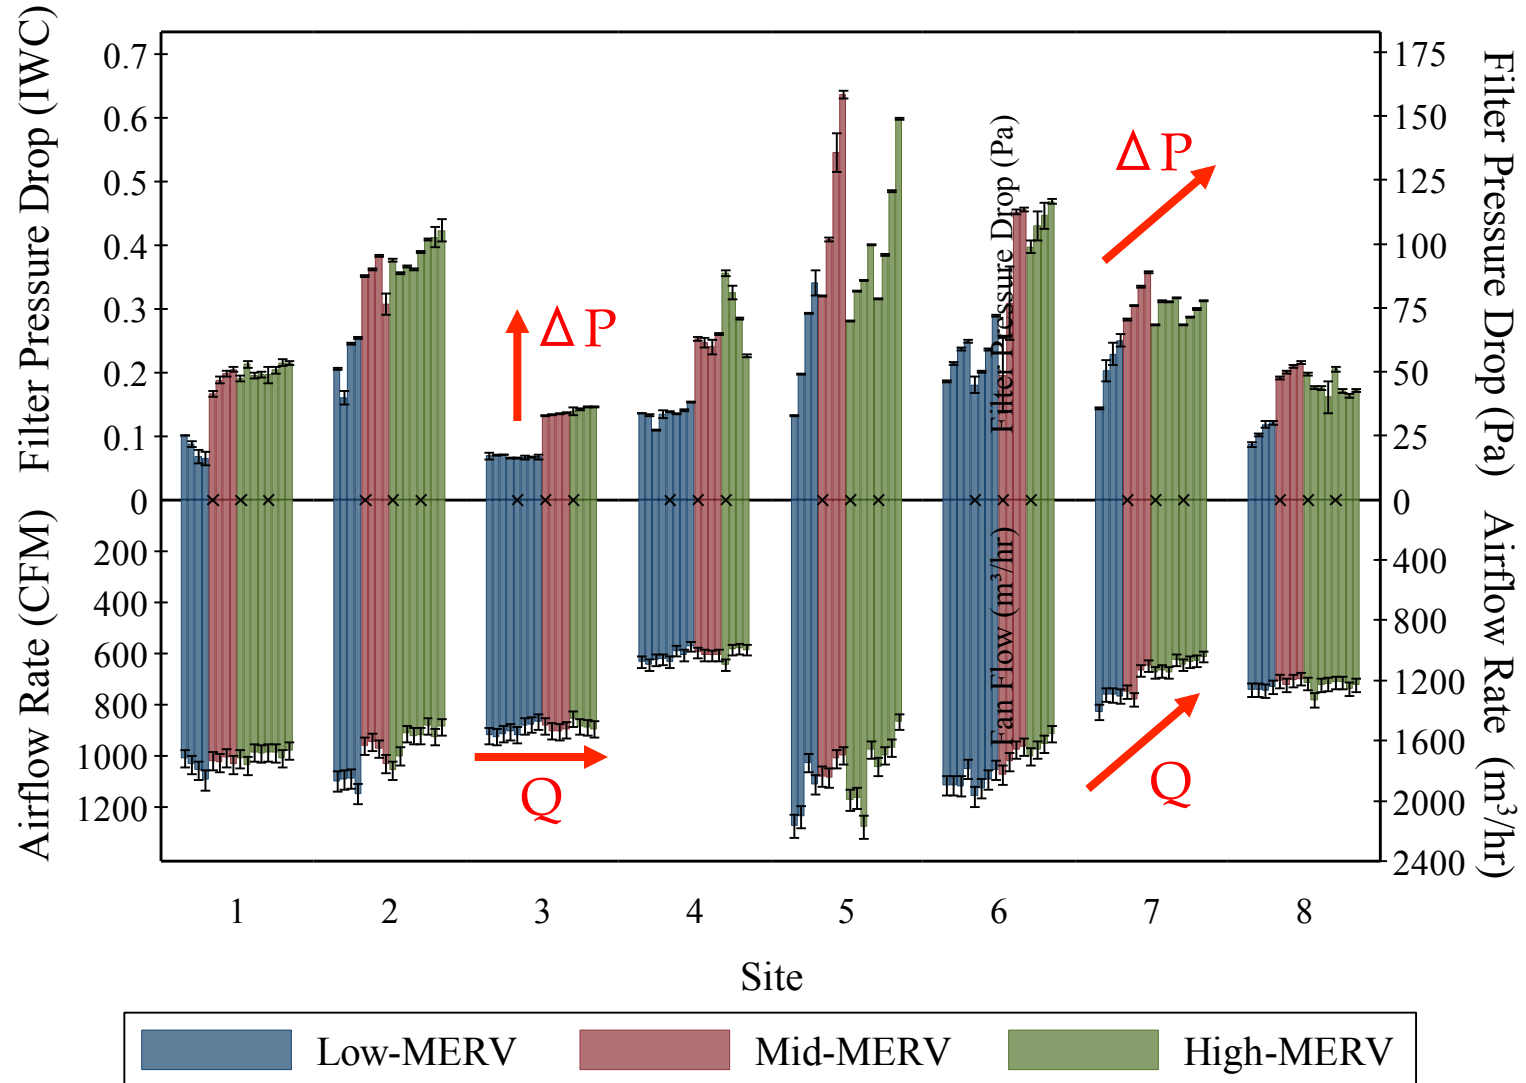 Filter Pressure Drop (IWC)
Airflow Rate (CFM)
0.7
0.6
0.5
0.4
0.3
0.2
0.1
0
200
400
600
800
1000
1200
175
150
125
100
75
50
25
0
400
800
1200
1600
2000
2400
Filter Pressure Drop (Pa)
Airflow Rate (m³/hr)
Filter Pressure Drop (Pa)
Fan Flow (m³/hr)
Δ P
Q
Δ P
Q
1 2 3 4 5 6 7 8
Site
Low-MERV Mid-MERV High-MERV